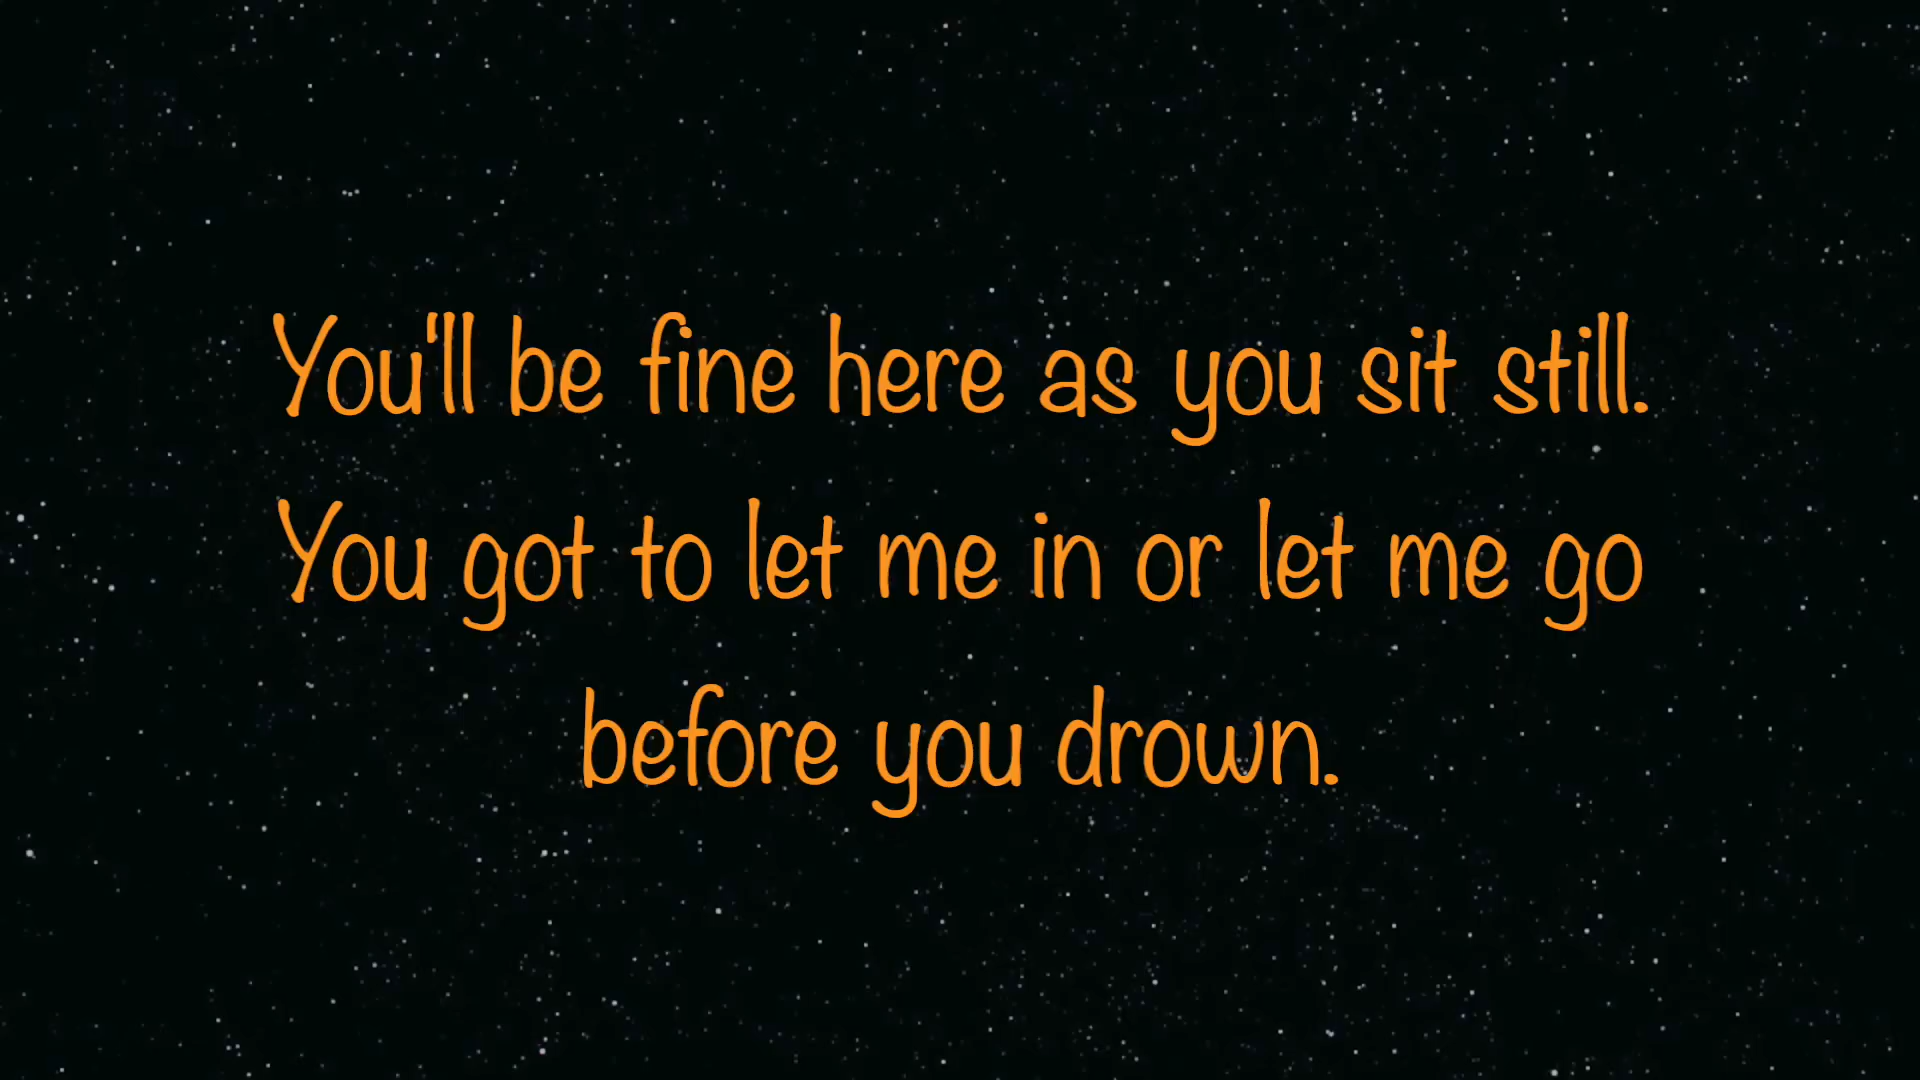 You'll be fine here as you sit still.
You got to let me in or let me go
before you drown.